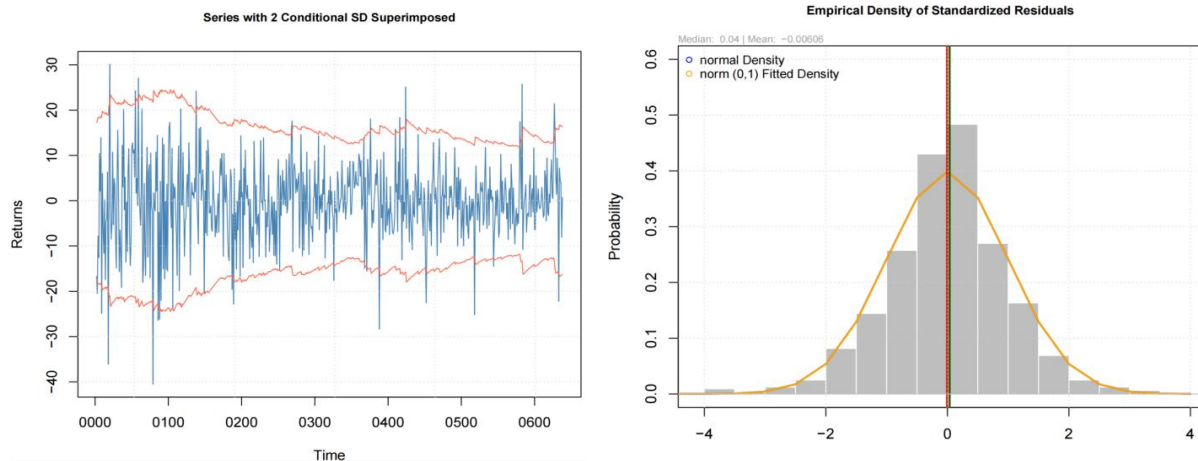 Series with 2 Conditional SD Superimposed
Returns
30
20
10
0
−10
−20
−30
−40
0000 0100 0200 0300 0400 0500 0600
Time
Empirical Density of Standardized Residuals
Median: 0.04 | Mean: −0.00606
normal Density
norm (0,1) Fitted Density
Probability
0.6
0.5
0.4
0.3
0.2
0.1
0.0
−4 −2 0 2 4